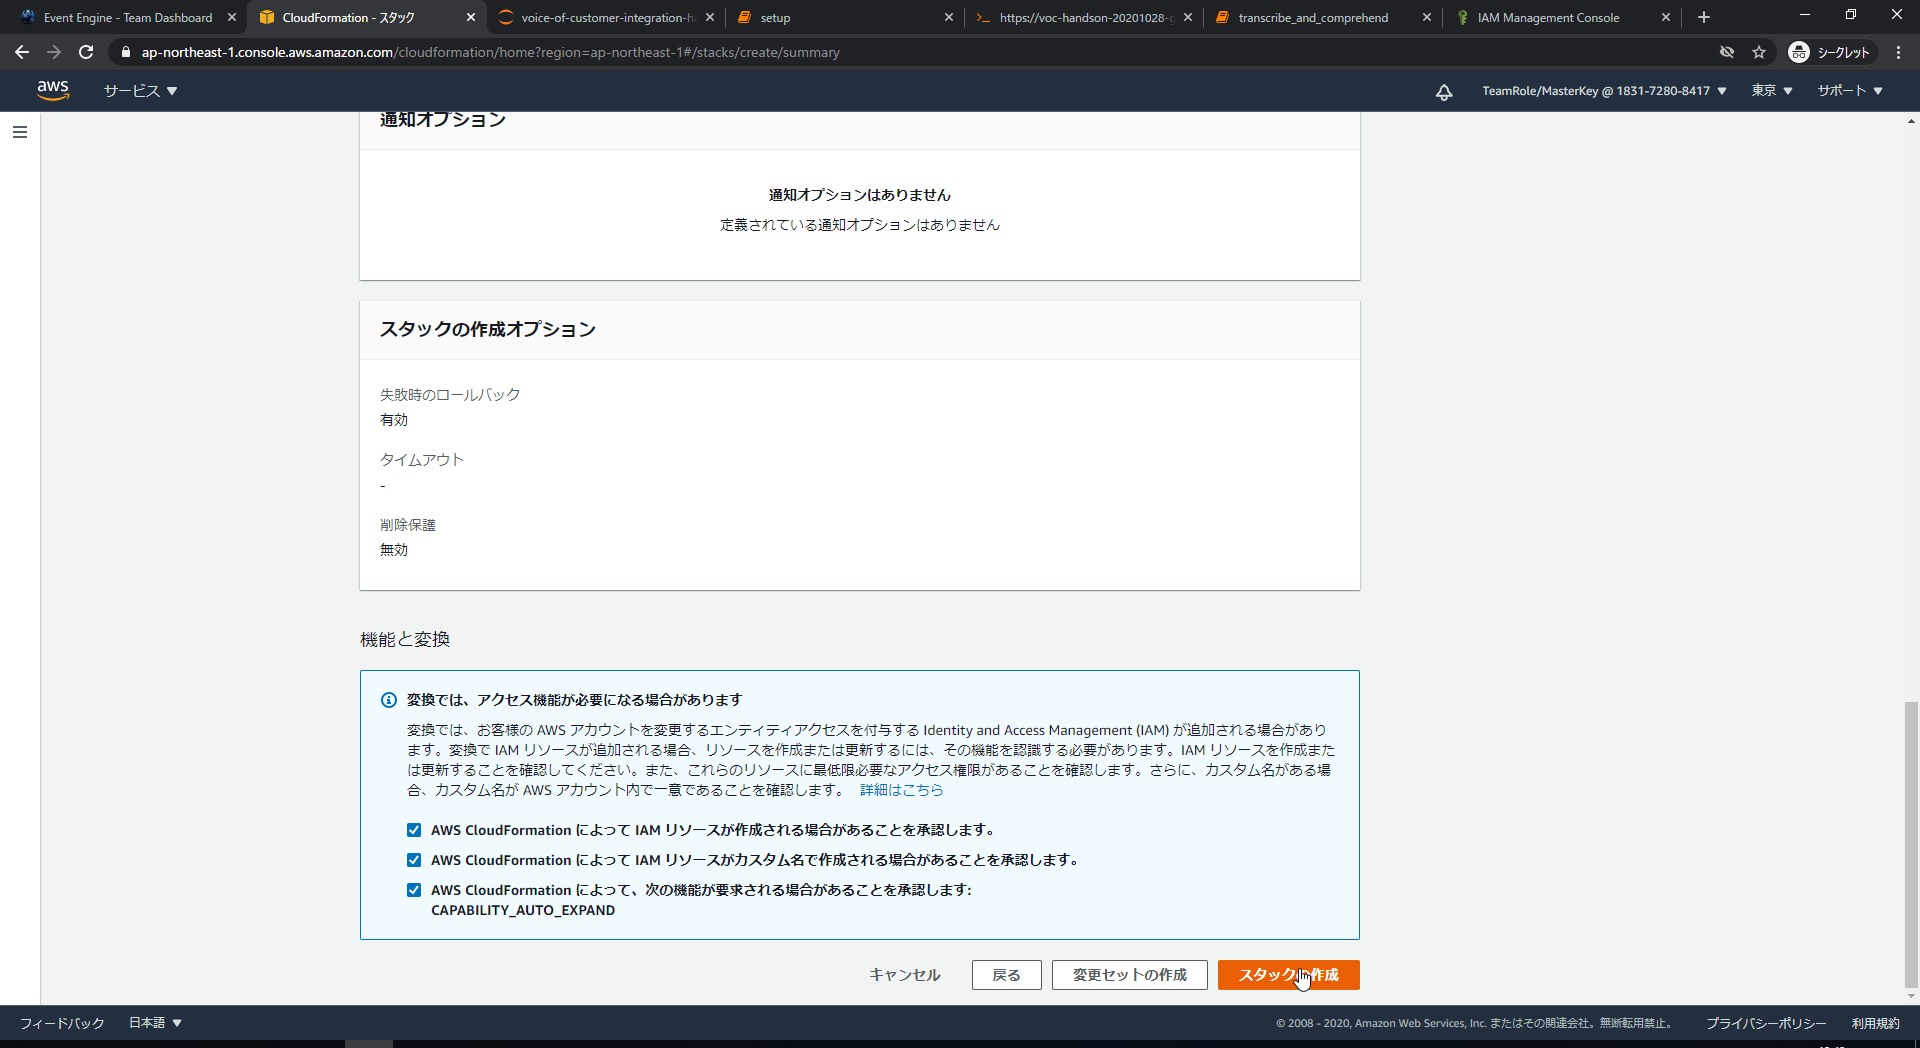 Event Engine - Team Dashboard
CloudFormation - スタック
voice-of-customer-integration-ha
setup
https://voc-handson-20201028-g
transcribe_and_comprehend
IAM Management Console
ap-northeast-1.console.aws.amazon.com/cloudformation/home?region=ap-northeast-1#/stacks/create/summary
シークレット
aws
サービス
TeamRole/MasterKey @ 1831-7280-8417
東京
サポート
通知オプション
通知オプションはありません
定義されている通知オプションはありません
スタックの作成オプション
失敗時のロールバック
有効
タイムアウト
-
削除保護
無効
機能と変換
変換では、アクセス機能が必要になる場合があります
変換では、お客様の AWS アカウントを変更するエンティティアクセスを付与する Identity and Access Management (IAM) が追加される場合があり
ます。変換で IAM リソースが追加される場合、リソースを作成または更新するには、その機能を認識する必要があります。IAM リソースを作成また
は更新することを確認してください。また、これらのリソースに最低限必要なアクセス権限があることを確認します。さらに、カスタム名がある場
合、カスタム名が AWS アカウント内で一意であることを確認します。 詳細はこちら
AWS CloudFormation によって IAM リソースが作成される場合があることを承認します。
AWS CloudFormation によって IAM リソースがカスタム名で作成される場合があることを承認します。
AWS CloudFormation によって、次の機能が要求される場合があることを承認します:
CAPABILITY_AUTO_EXPAND
キャンセル
戻る
変更セットの作成
スタックの作成
フィードバック
日本語
© 2008 - 2020, Amazon Web Services, Inc. またはその関連会社。無断転用禁止。
プライバシーポリシー
利用規約